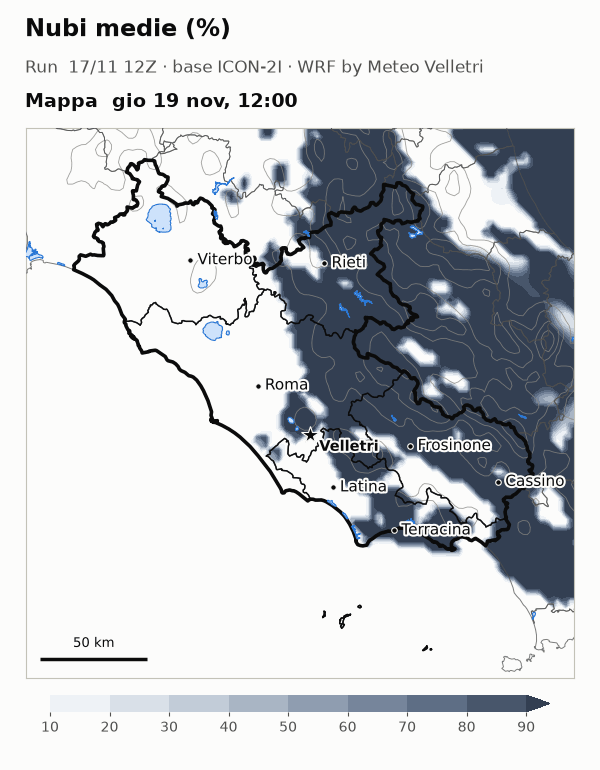 Nubi medie (%)
Run  17/11 12Z · base ICON-2I · WRF by Meteo Velletri
Mappa  gio 19 nov, 12:00
Viterbo
Rieti
Roma
Velletri
Frosinone
Latina
Cassino
Terracina
50 km
10 20 30 40 50 60 70 80 90